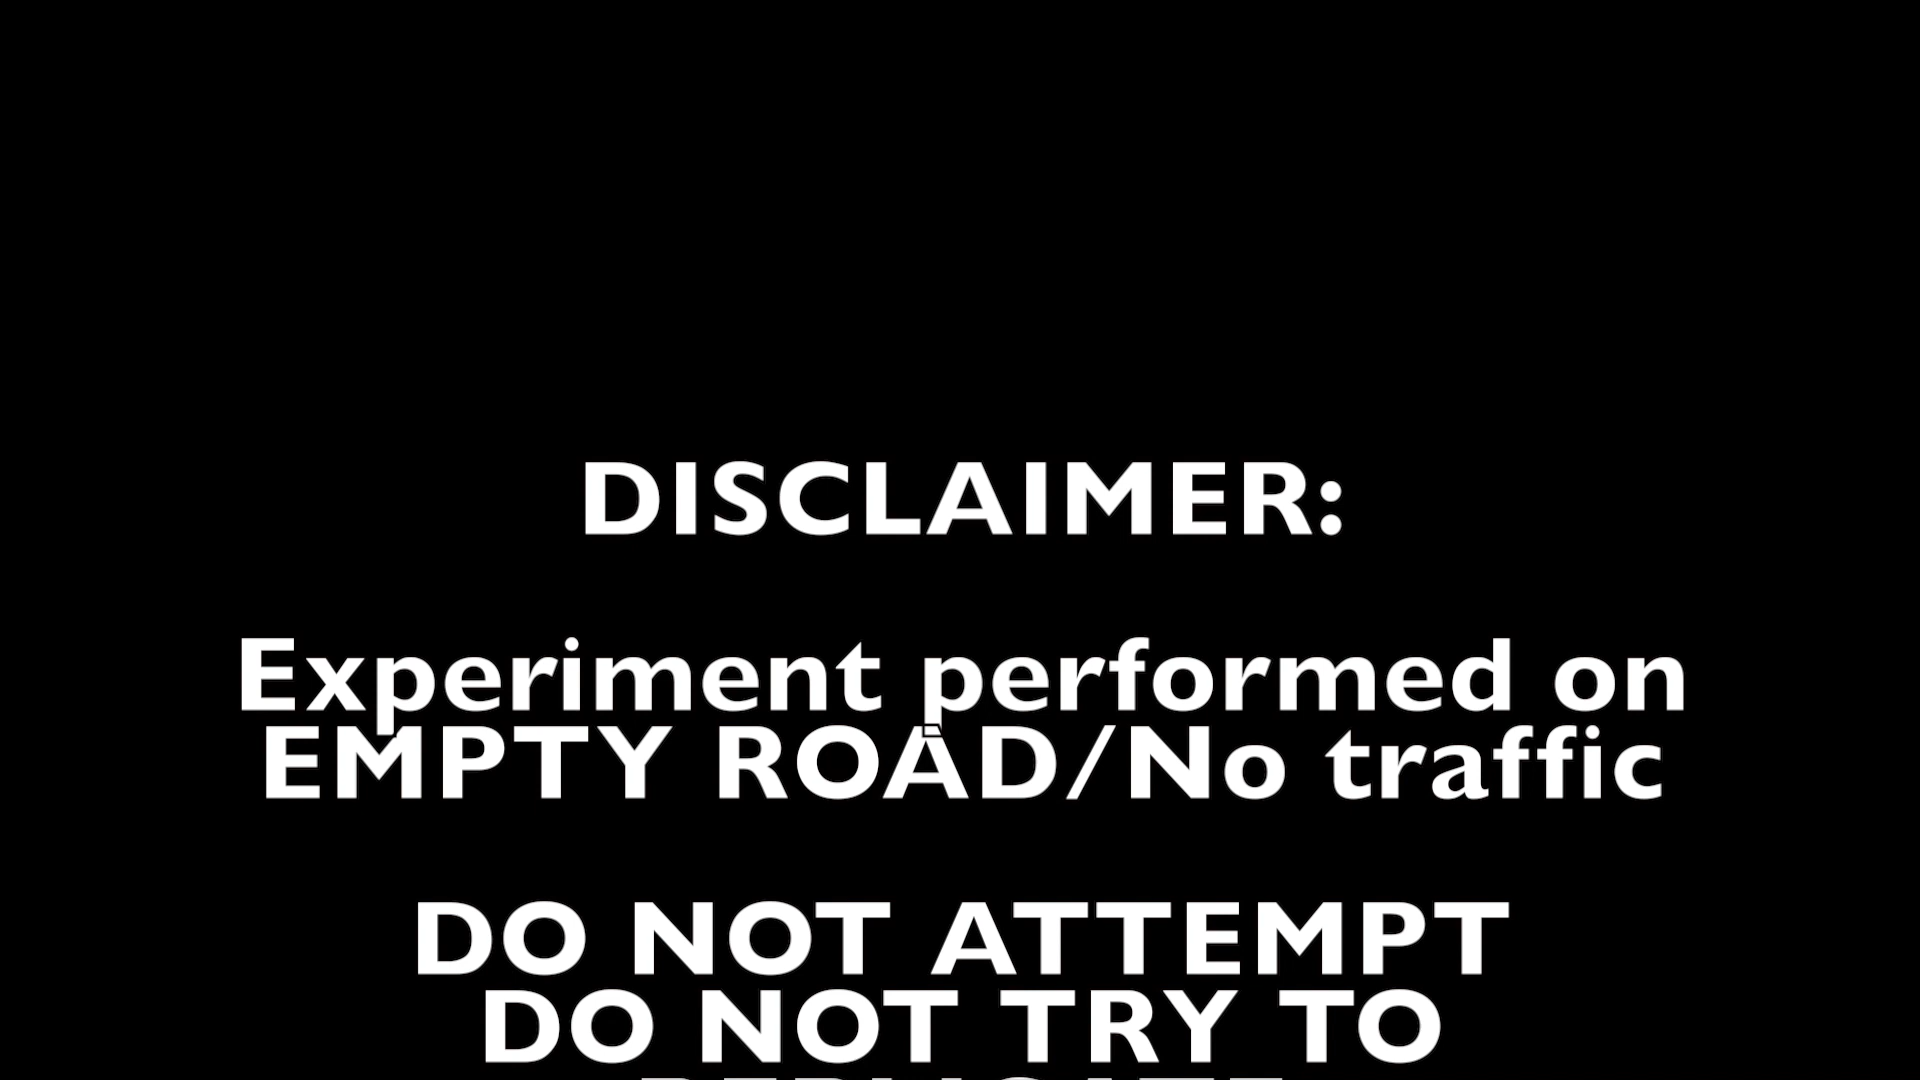 DISCLAIMER:
Experiment performed on
EMPTY ROAD/No traffic
DO NOT ATTEMPT
DO NOT TRY TO